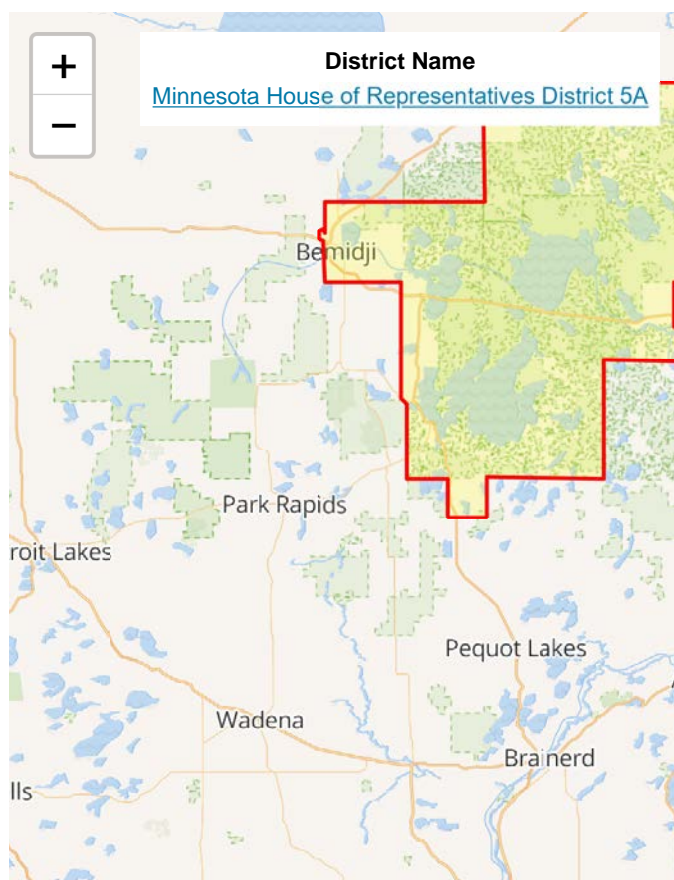 +
District Name
Minnesota House of Representatives District 5A
−
Bemidji
Park Rapids
roit Lakes
Pequot Lakes
Wadena
Brainerd
lls